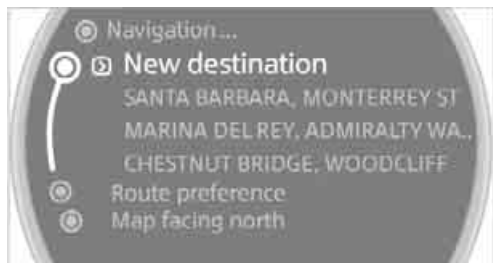 Navigation...
New destination
SANTA BARBARA, MONTERREY ST
MARINA DEL REY, ADMIRALTY WA..
CHESTNUT BRIDGE, WOODCLIFF
Route preference
Map facing north